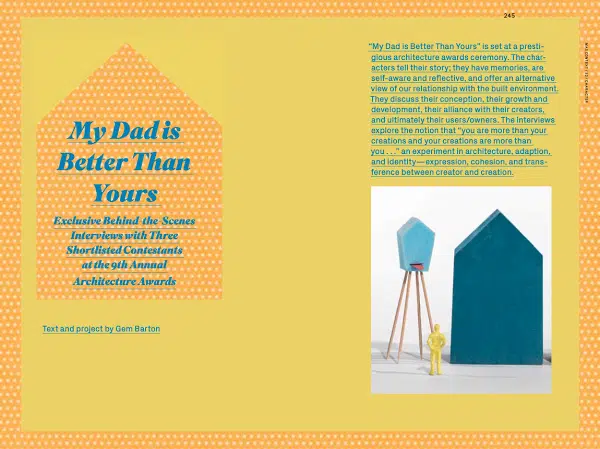 245
My Dad is
Better Than
Yours
Exclusive Behind-the-Scenes
Interviews with Three
Shortlisted Contestants
at the 9th Annual
Architecture Awards
Text and project by Gem Barton
“My Dad is Better Than Yours” is set at a presti-
gious architecture awards ceremony. The char-
acters tell their story; they have memories, are
self-aware and reflective, and offer an alternative
view of our relationship with the built environment.
They discuss their conception, their growth and
development, their alliance with their creators,
and ultimately their users/owners. The interviews
explore the notion that “you are more than your
creations and your creations are more than
you . . .” an experiment in architecture, adaption,
and identity—expression, cohesion, and trans-
ference between creator and creation.